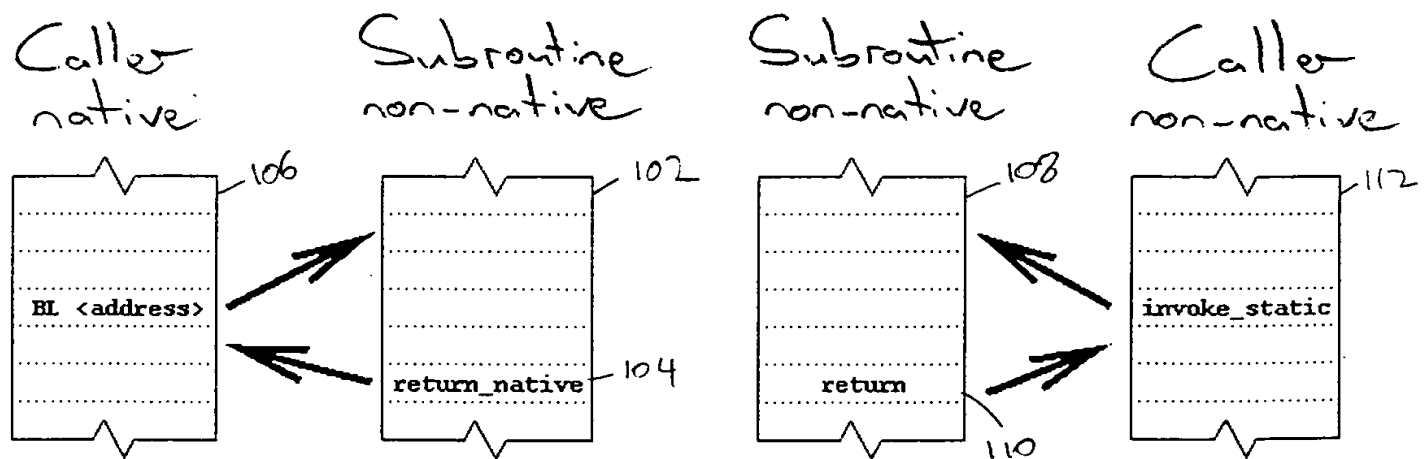 Caller
native
Subroutine
non-native
Subroutine
non-native
Caller
non-native
106
102
108
112
BL <address>
invoke_static
return_native
104
return
110